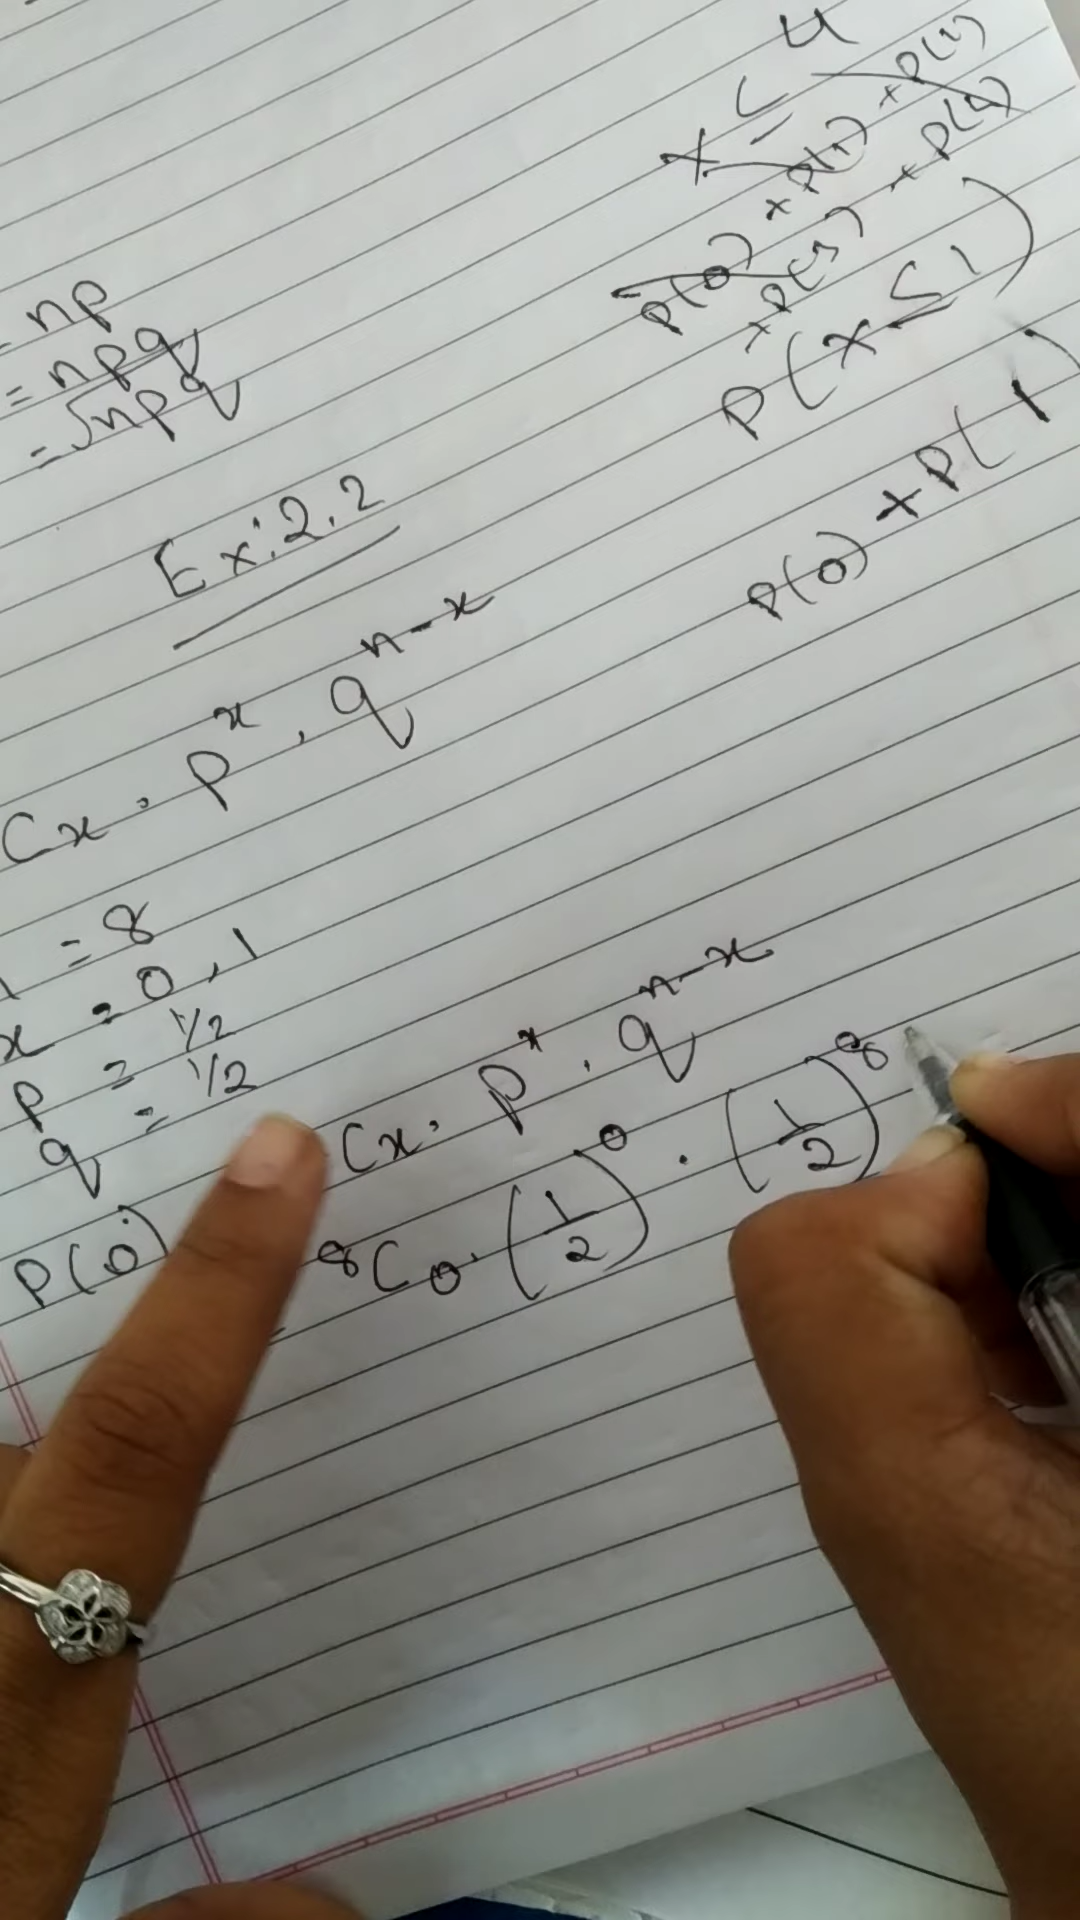 x ≤ 4
P(0) + P(1) + P(2)
+ P(3) + P(4)
P(x ≤ 1)
P(0) + P(1)
= np
= npq
= √npq
Ex: 2.2
Cx . p^x . q^(n-x)
= 8
x = 0, 1
p = 1/2
q = 1/2
Cx . p^x . q^(n-x)
P(0) 8C0 . (1/2)^0 . (1/2)^8